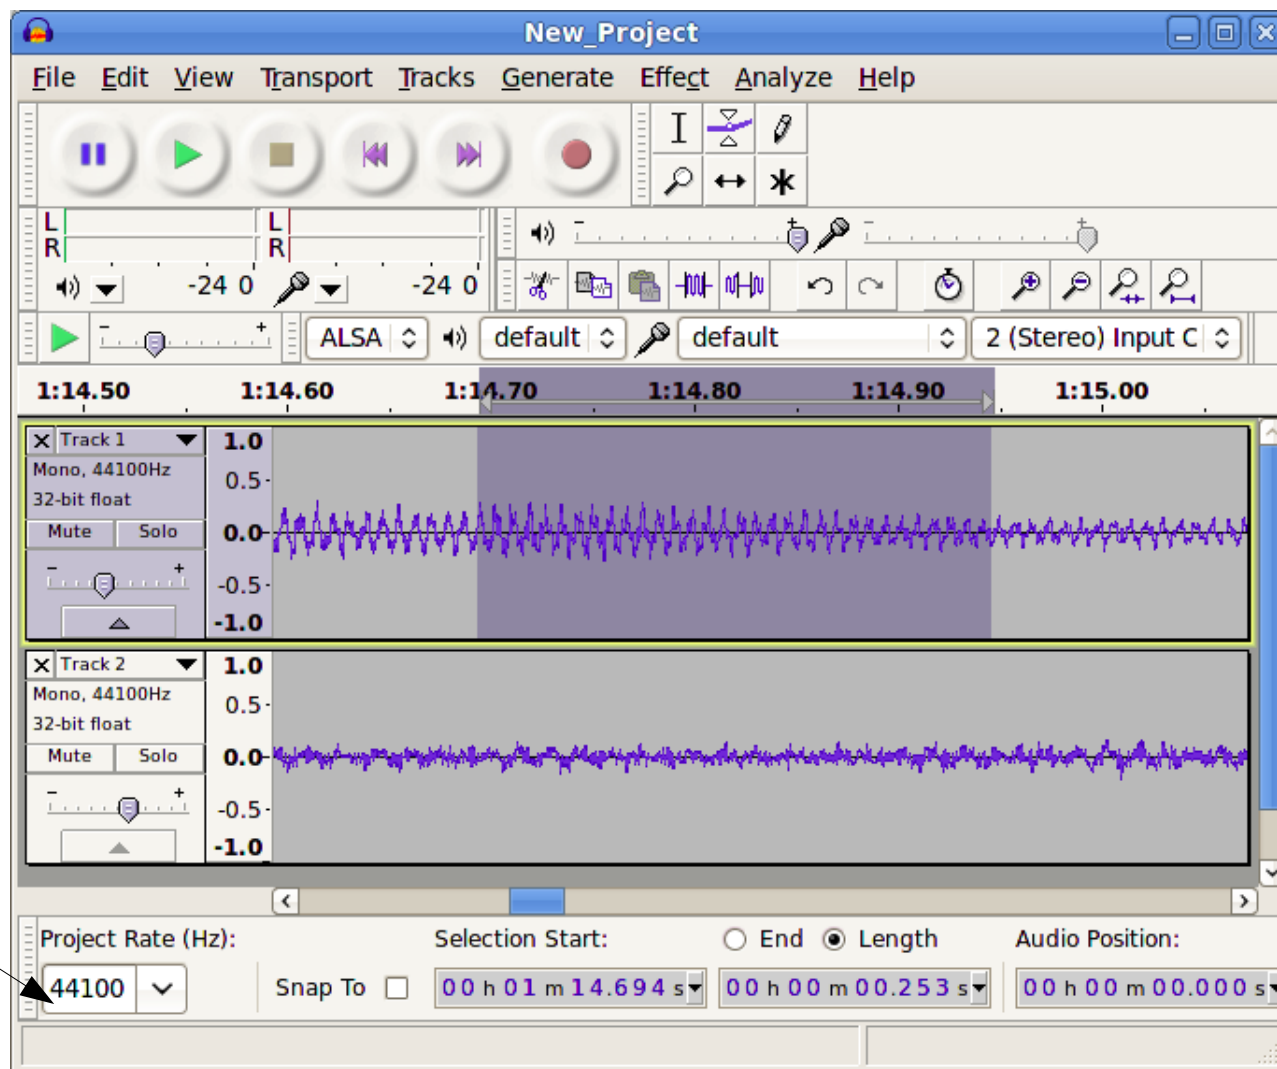 New_Project
File Edit View Transport Tracks Generate Effect Analyze Help
L L
R R
-24 0 -24 0
- +
- +
- + ALSA default default 2 (Stereo) Input C
1:14.50 1:14.60 1:14.70 1:14.80 1:14.90 1:15.00
X Track 1 1.0
Mono, 44100Hz 0.5
32-bit float
Mute Solo 0.0
- + -0.5
-1.0
X Track 2 1.0
Mono, 44100Hz 0.5
32-bit float
Mute Solo 0.0
- + -0.5
-1.0
Project Rate (Hz): Selection Start: End Length Audio Position:
44100 Snap To 00 h 01 m 14.694 s 00 h 00 m 00.253 s 00 h 00 m 00.000 s